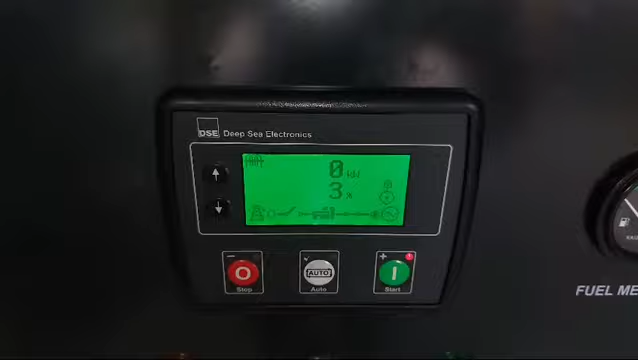 DSE Deep Sea Electronics
0 kW
3 %
Stop
AUTO
Auto
Start
FUEL ME